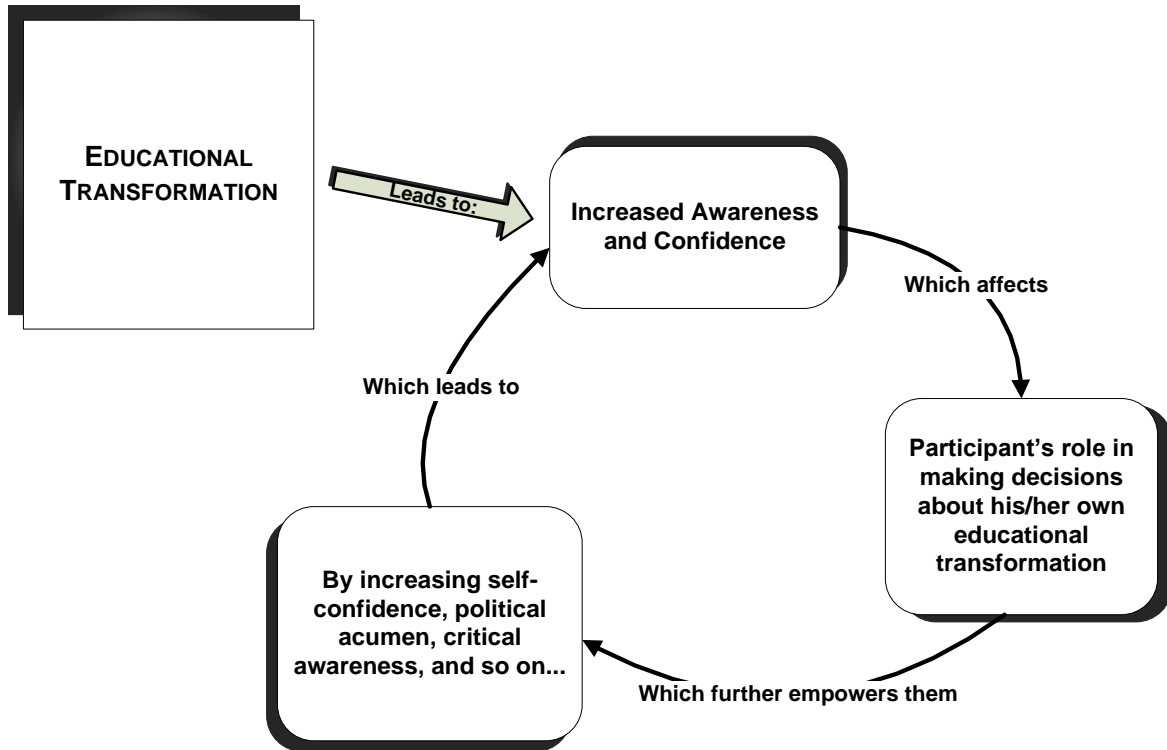 EDUCATIONAL
TRANSFORMATION
Leads to:
Increased Awareness
and Confidence
Which affects
Participant’s role in
making decisions
about his/her own
educational
transformation
Which further empowers them
By increasing self-
confidence, political
acumen, critical
awareness, and so on...
Which leads to